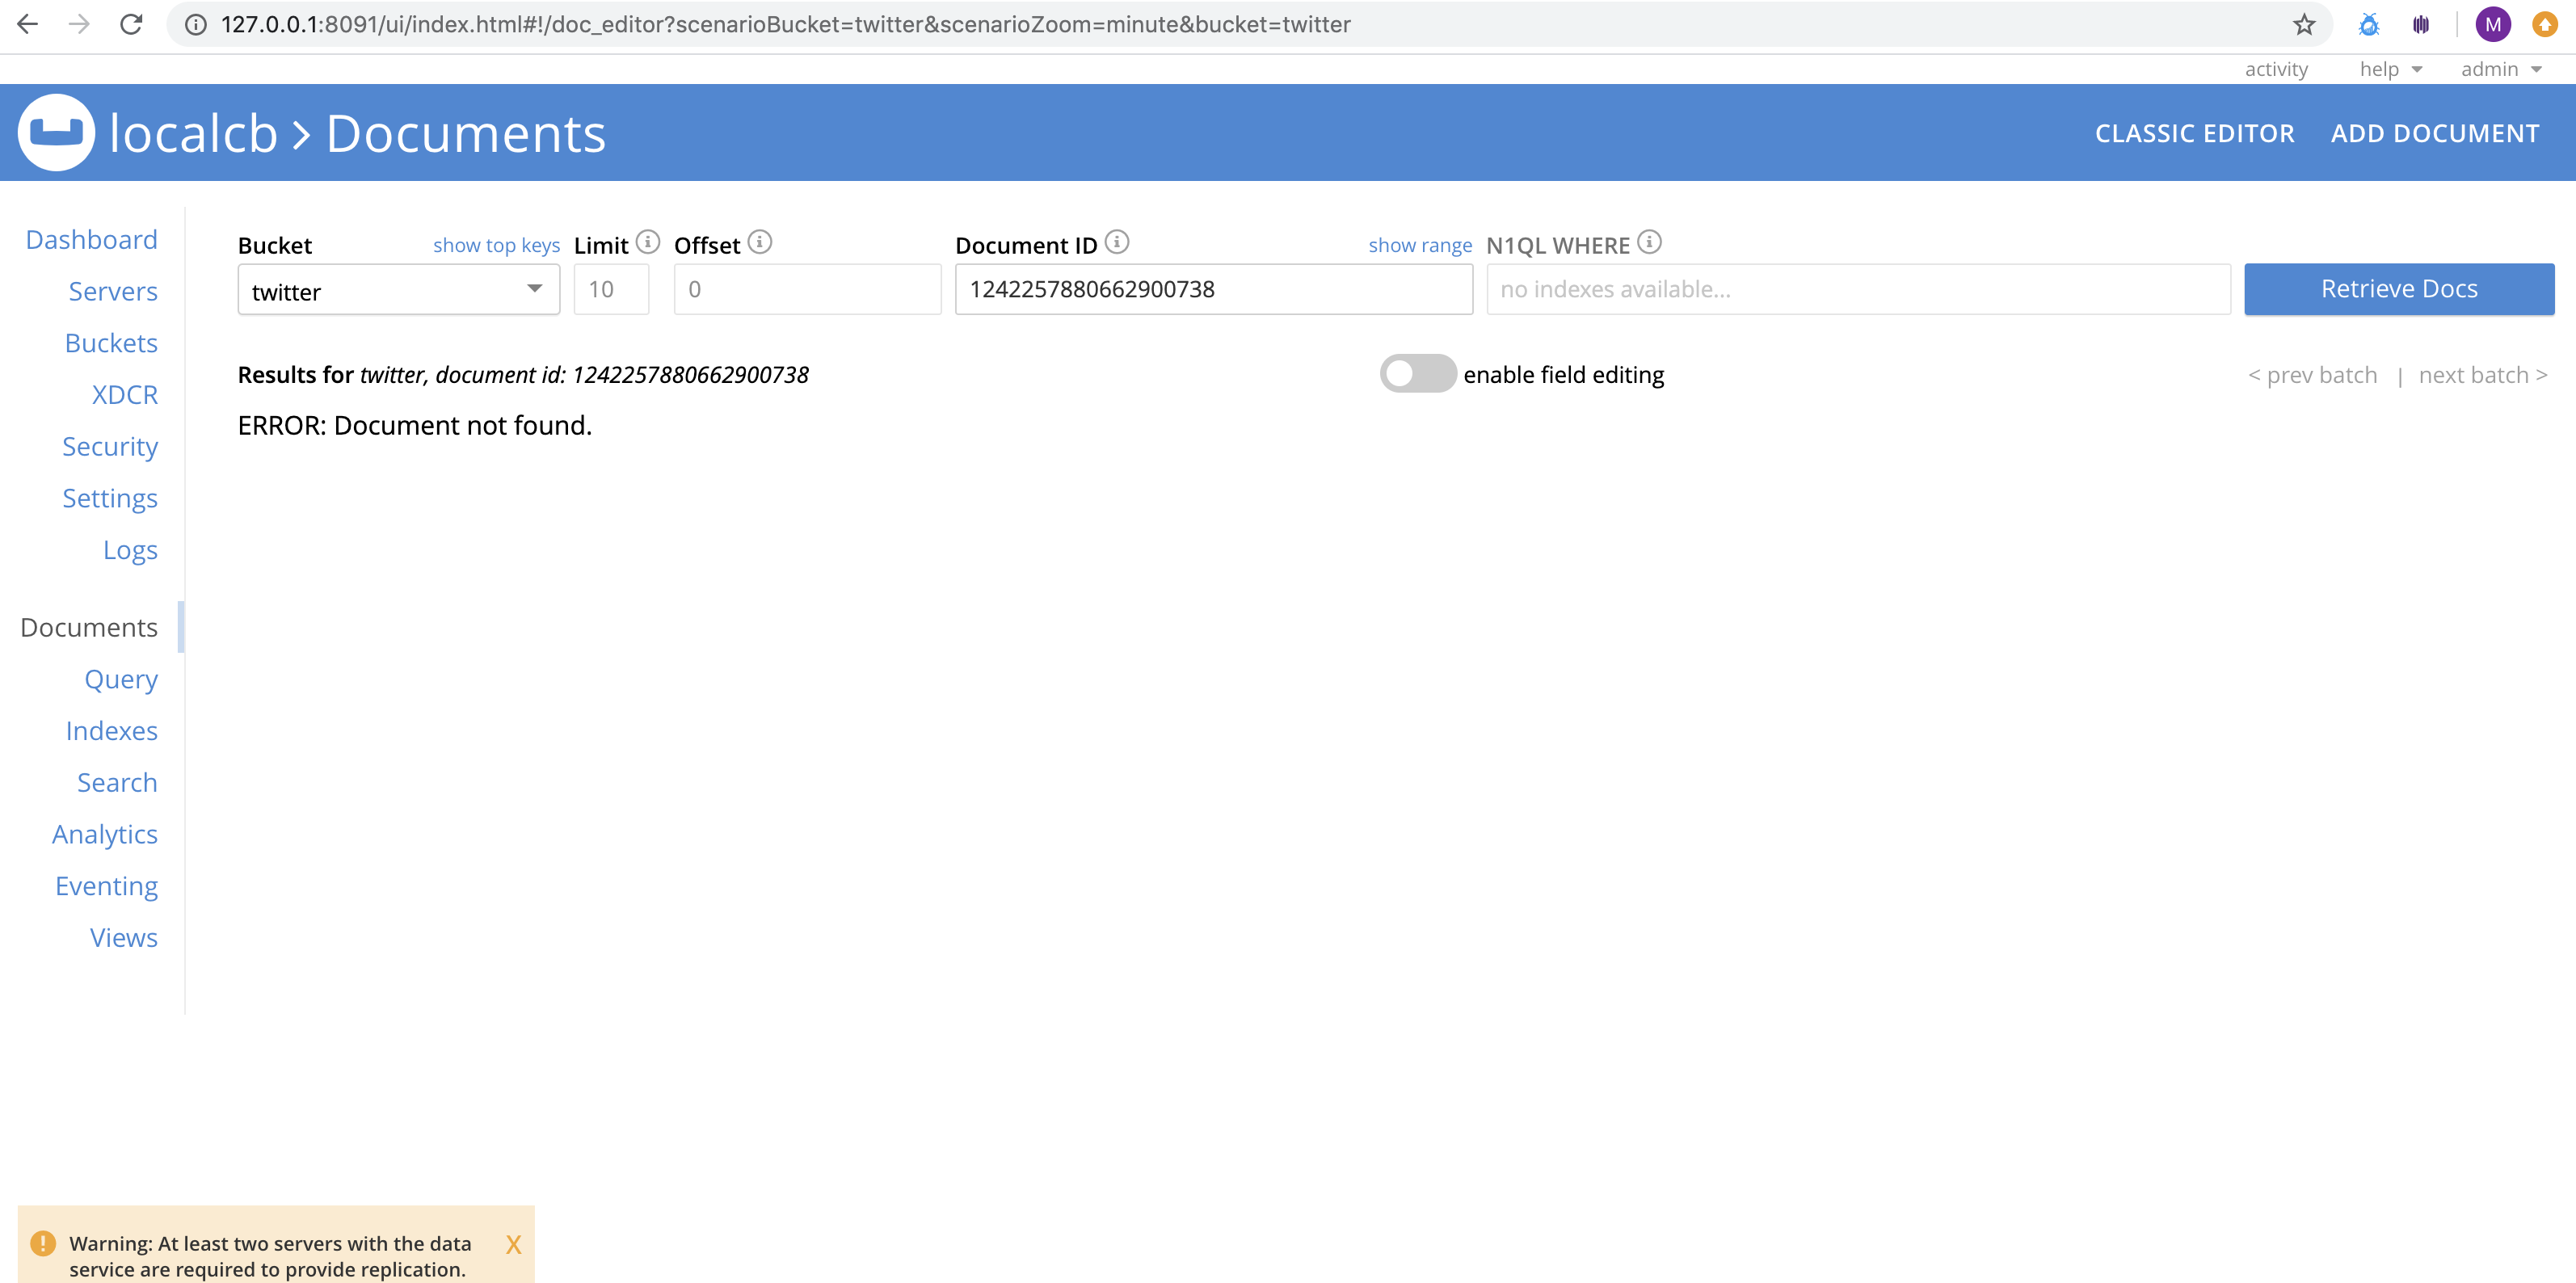 127.0.0.1:8091/ui/index.html#!/doc_editor?scenarioBucket=twitter&scenarioZoom=minute&bucket=twitter
M
activity help admin
localcb > Documents
CLASSIC EDITOR ADD DOCUMENT
Dashboard
Servers
Buckets
XDCR
Security
Settings
Logs
Documents
Query
Indexes
Search
Analytics
Eventing
Views
Bucket show top keys Limit Offset Document ID show range N1QL WHERE
twitter 10 0 1242257880662900738 no indexes available... Retrieve Docs
Results for twitter, document id: 1242257880662900738 enable field editing < prev batch | next batch >
ERROR: Document not found.
Warning: At least two servers with the data X
service are required to provide replication.